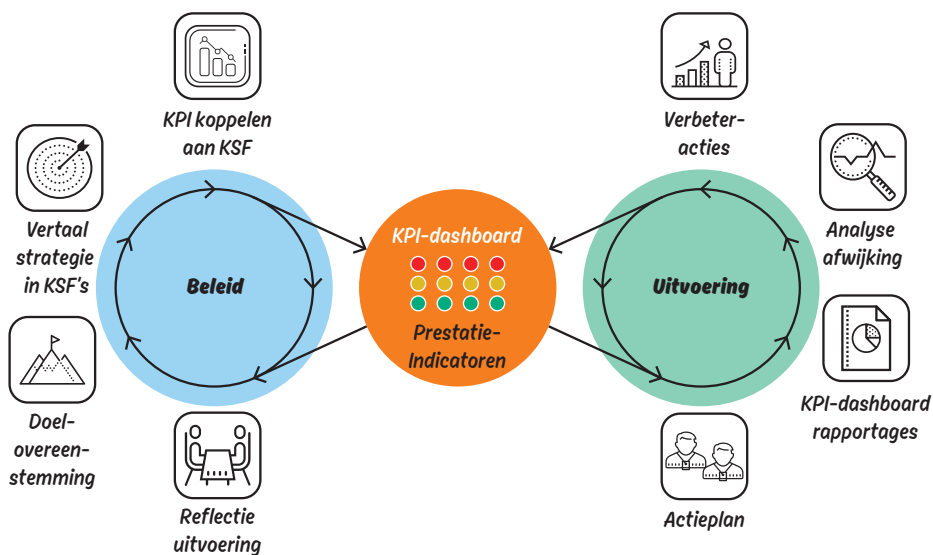 KPI koppelen
aan KSF
Vertaal
strategie
in KSF's
Doel-
overeen-
stemming
Reflectie
uitvoering
Beleid
KPI-dashboard
Prestatie-
Indicatoren
Uitvoering
Verbeter-
acties
Analyse
afwijking
KPI-dashboard
rapportages
Actieplan